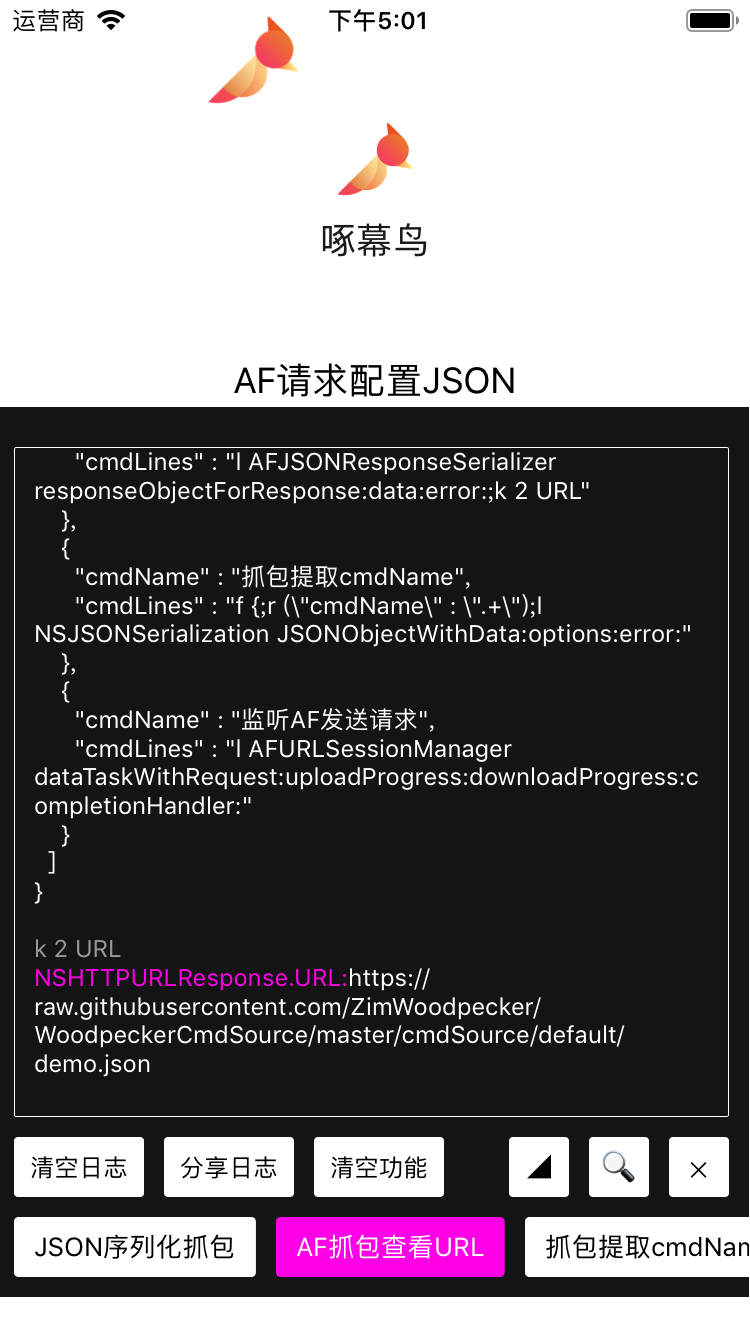 运营商
下午5:01
啄幕鸟
AF请求配置JSON
"cmdLines" : "l AFJSONResponseSerializer
responseObjectForResponse:data:error:;k 2 URL"
},
{
"cmdName" : "抓包提取cmdName",
"cmdLines" : "f {;r (\"cmdName\" : \".+\");l
NSJSONSerialization JSONObjectWithData:options:error:"
},
{
"cmdName" : "监听AF发送请求",
"cmdLines" : "l AFURLSessionManager
dataTaskWithRequest:uploadProgress:downloadProgress:c
ompletionHandler:"
}
]
}
k 2 URL
NSHTTPURLResponse.URL:https://
raw.githubusercontent.com/ZimWoodpecker/
WoodpeckerCmdSource/master/cmdSource/default/
demo.json
清空日志 分享日志 清空功能
JSON序列化抓包 AF抓包查看URL 抓包提取cmdNam